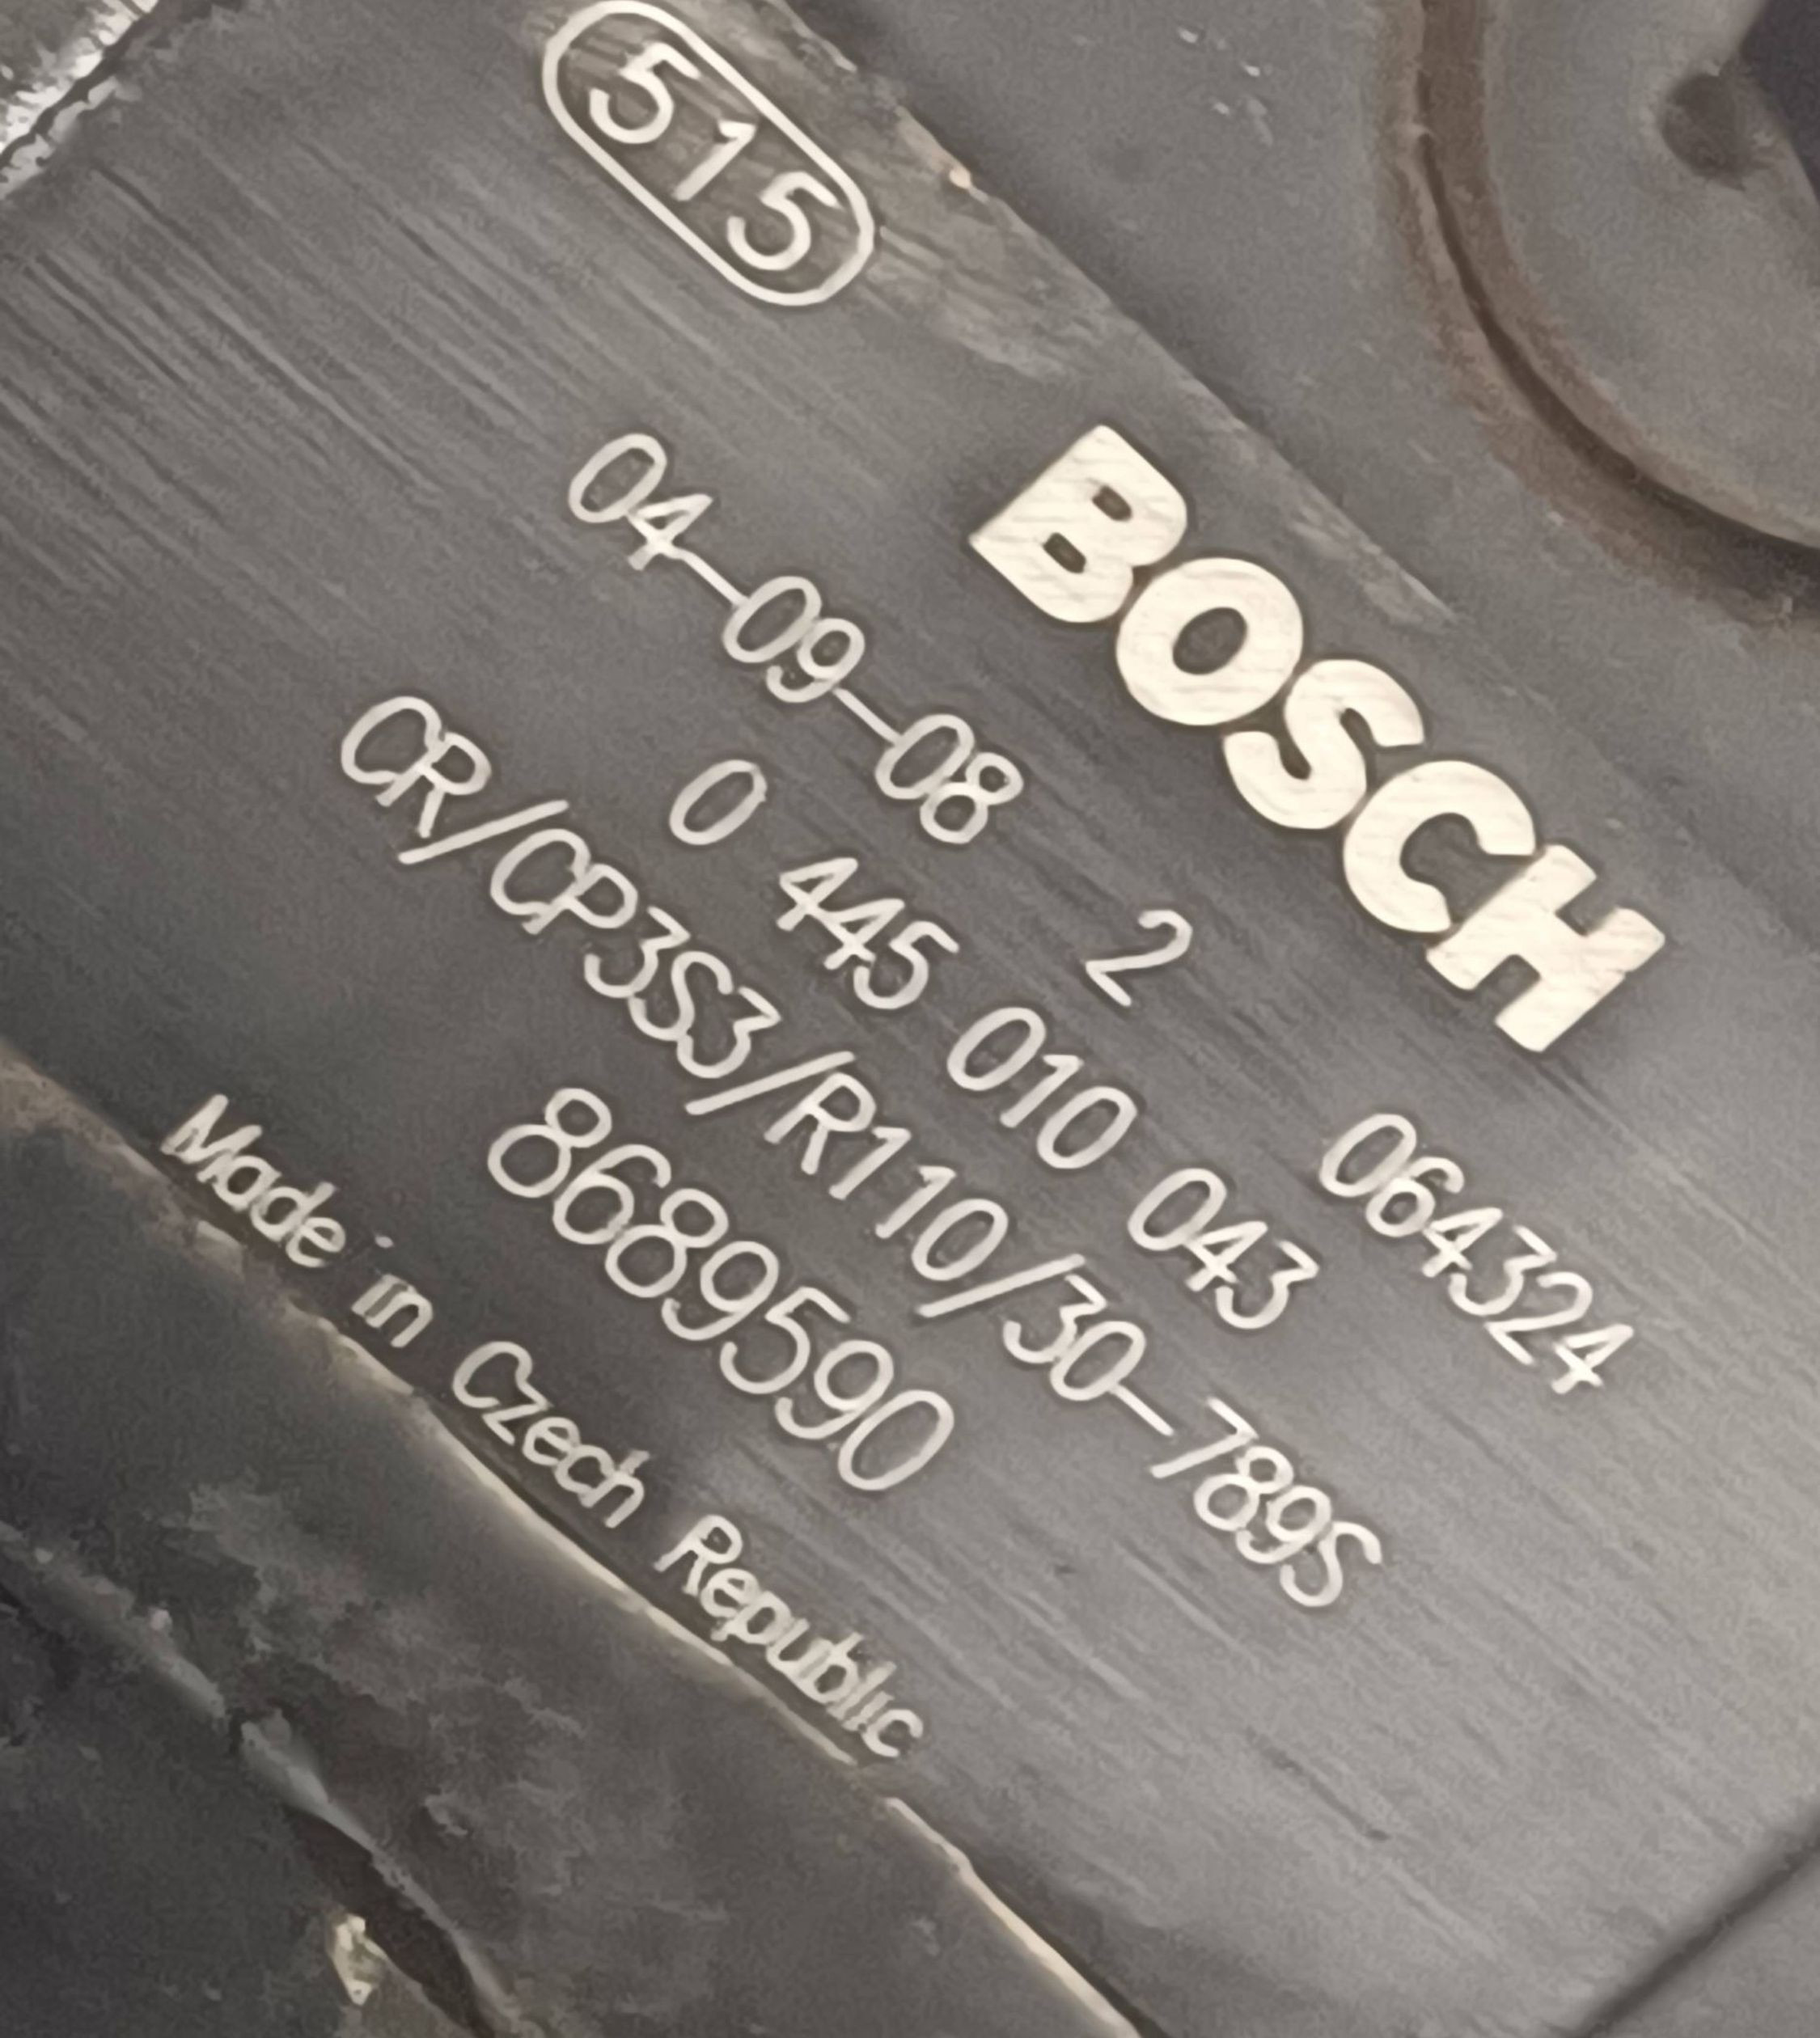 515
BOSCH
04-09-08 2 064324
0 445 010 043
CR/CP3S3/R110/30-789S
8689590
Made in Czech Republic